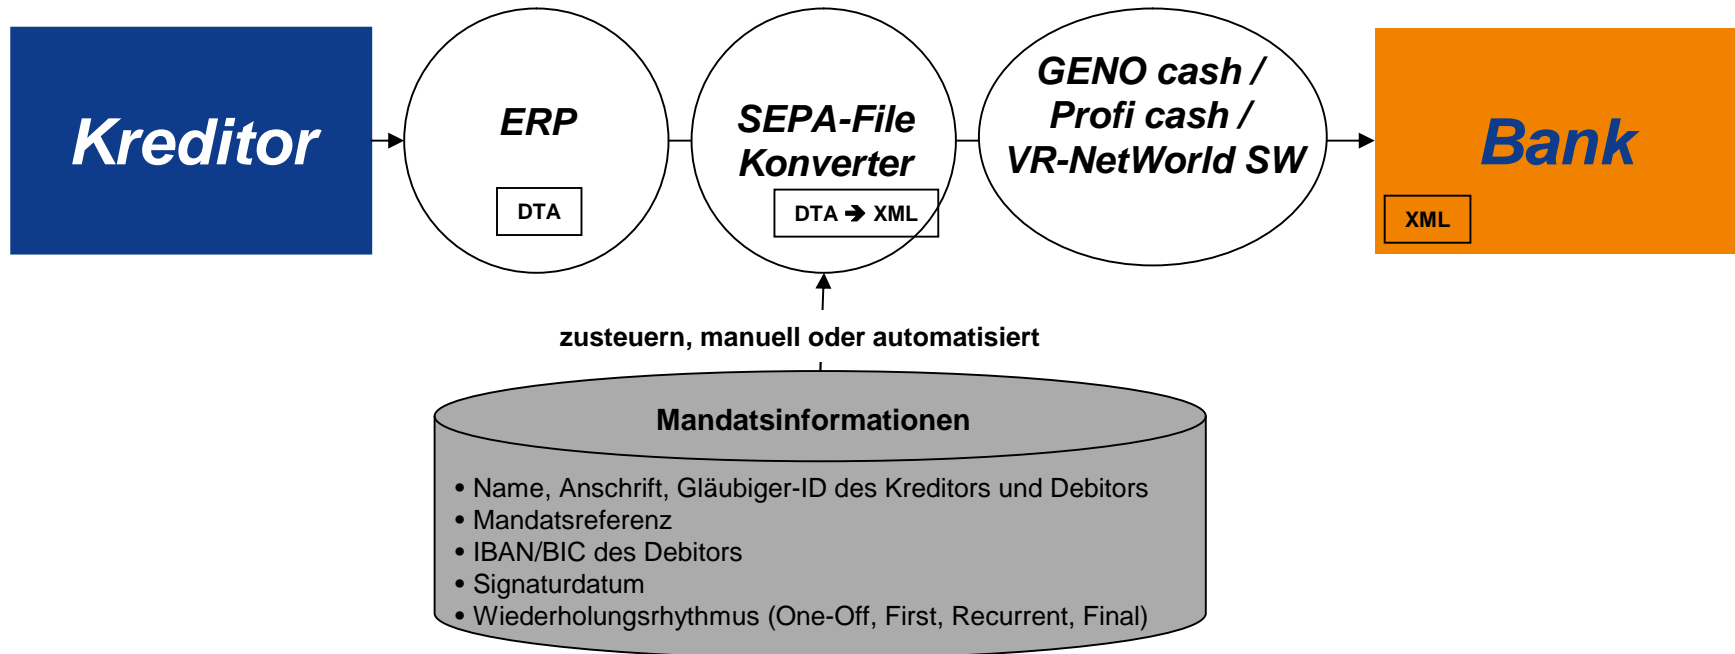 Kreditor
ERP
DTA
SEPA-File
Konverter
DTA ➔ XML
GENO cash /
Profi cash /
VR-NetWorld SW
Bank
XML
zusteuern, manuell oder automatisiert
Mandatsinformationen
• Name, Anschrift, Gläubiger-ID des Kreditors und Debitors
• Mandatsreferenz
• IBAN/BIC des Debitors
• Signaturdatum
• Wiederholungsrhythmus (One-Off, First, Recurrent, Final)